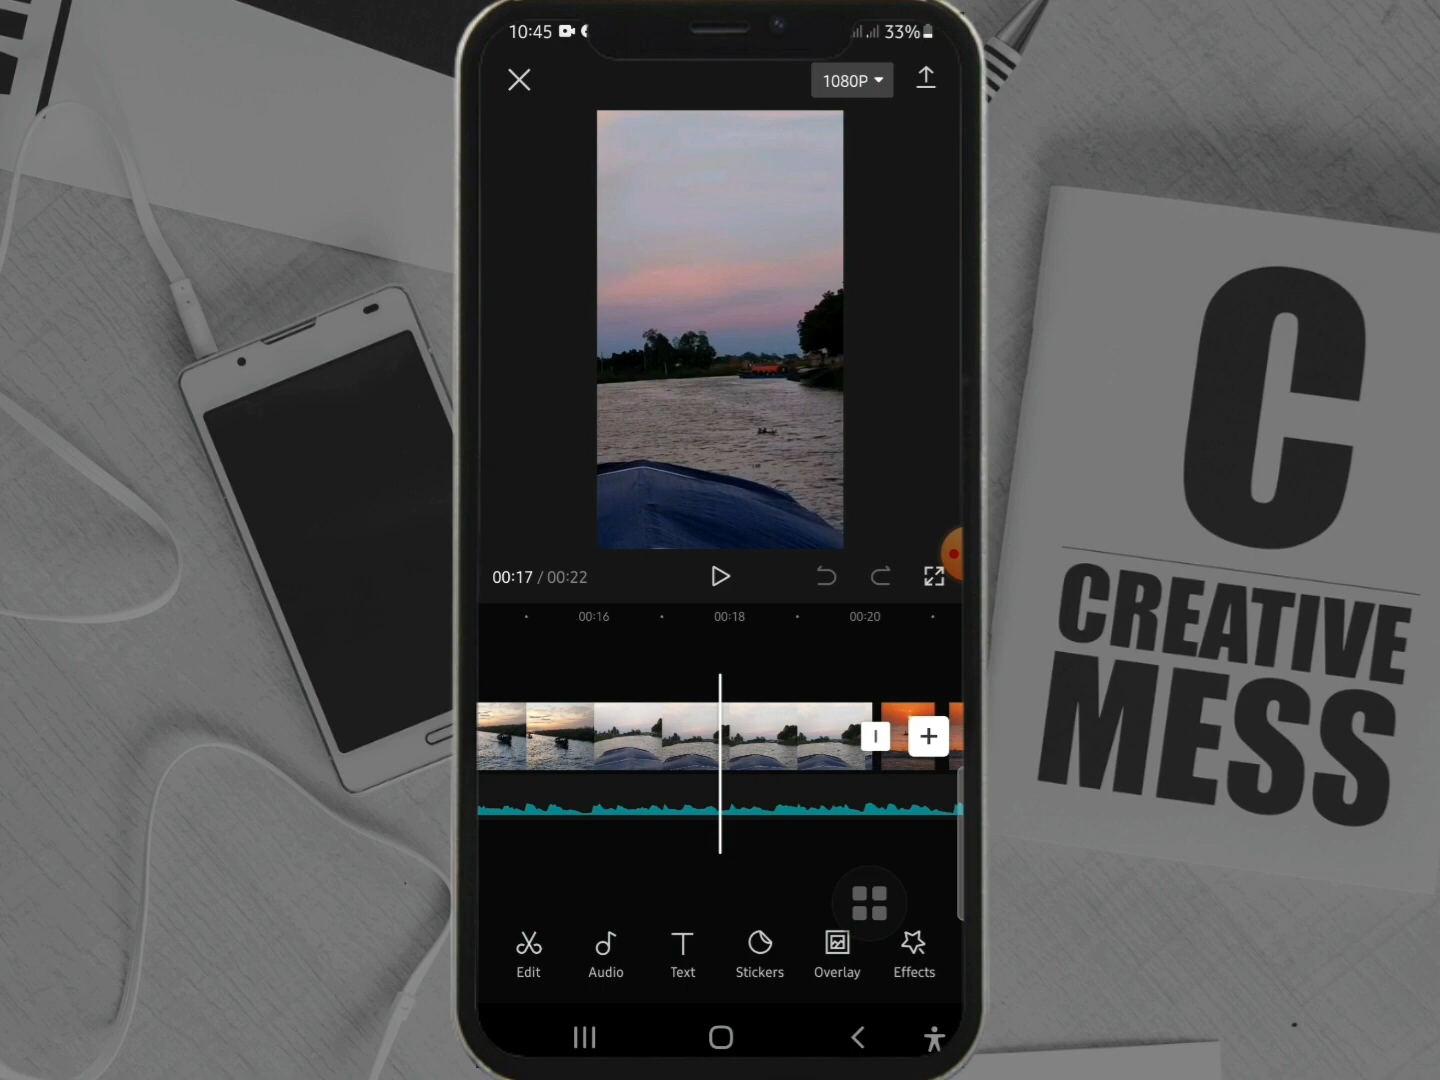 10:45 33%
1080P
00:17 / 00:22
00:16 00:18 00:20
Edit Audio Text Stickers Overlay Effects
C
CREATIVE
MESS